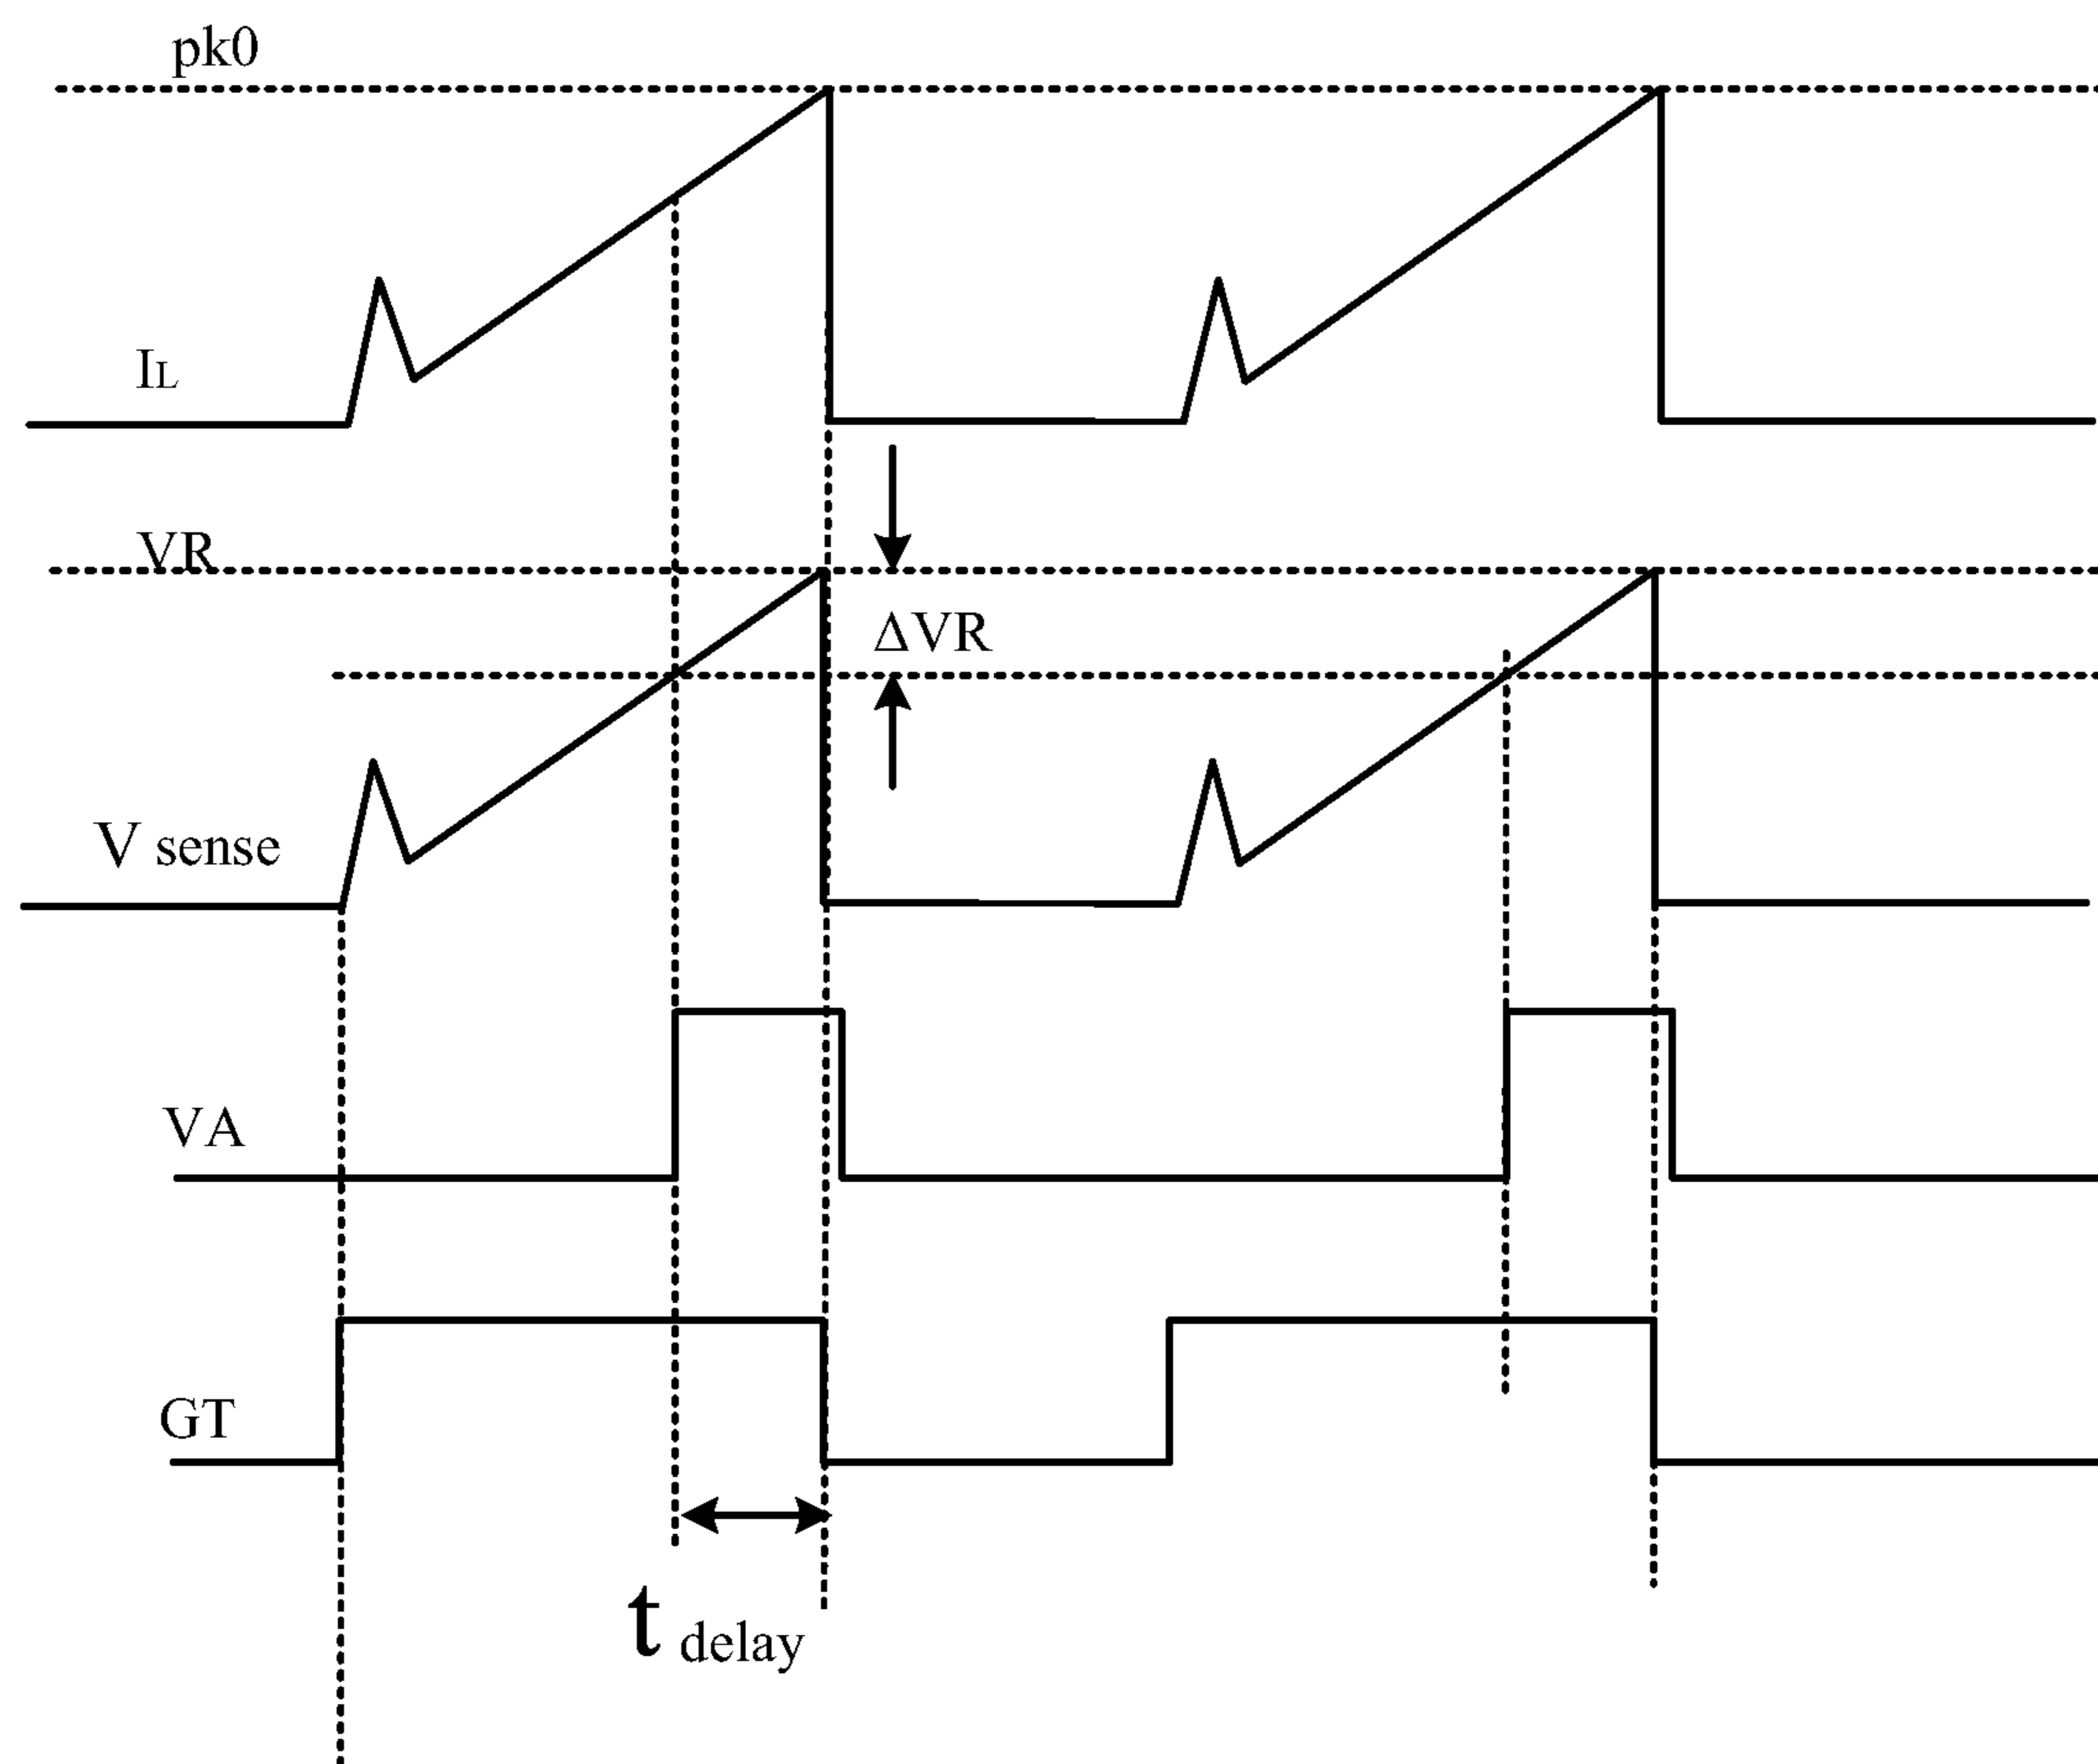 pk0
IL
VR
ΔVR
V sense
VA
GT
t delay